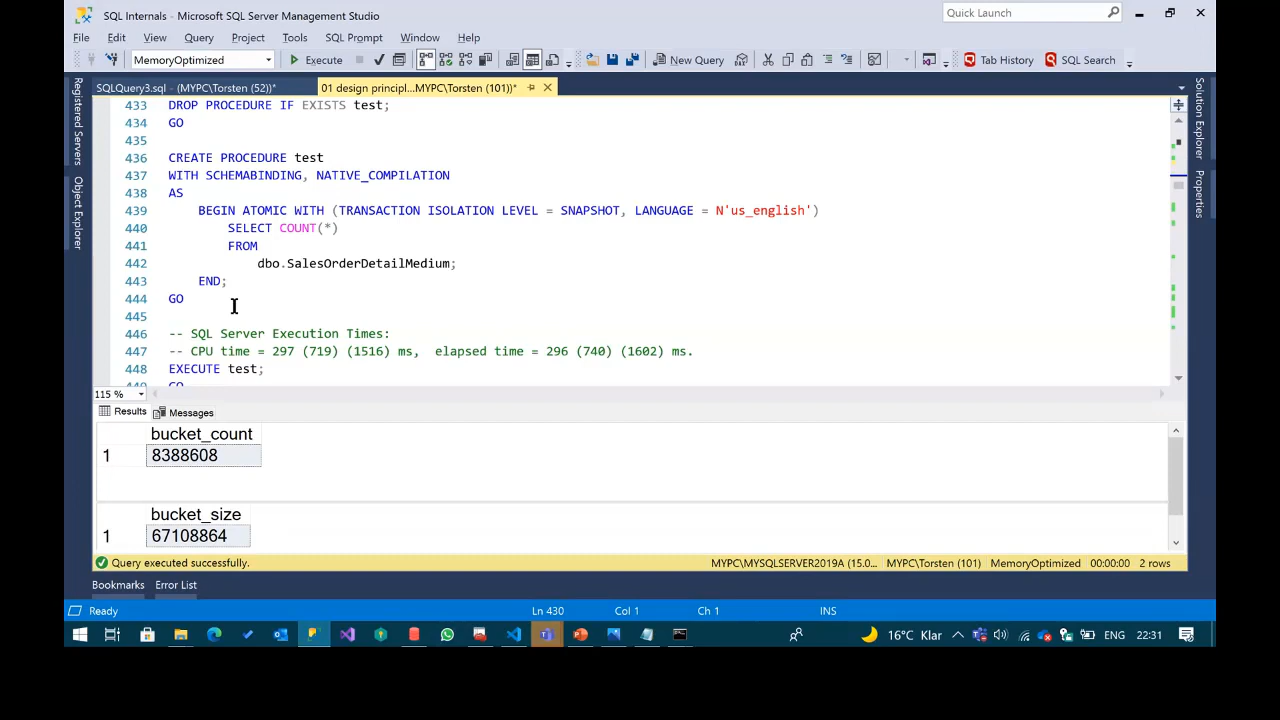 SQL Internals - Microsoft SQL Server Management Studio
Quick Launch
File Edit View Query Project Tools SQL Prompt Window Help
MemoryOptimized Execute New Query Tab History SQL Search
SQLQuery3.sql - (MYPC\Torsten (52))* 01 design principl...MYPC\Torsten (101))*
Registered Servers
Object Explorer
Solution Explorer
Properties
433 DROP PROCEDURE IF EXISTS test;
434 GO
435
436 CREATE PROCEDURE test
437 WITH SCHEMABINDING, NATIVE_COMPILATION
438 AS
439 BEGIN ATOMIC WITH (TRANSACTION ISOLATION LEVEL = SNAPSHOT, LANGUAGE = N'us_english')
440 SELECT COUNT(*)
441 FROM
442 dbo.SalesOrderDetailMedium;
443 END;
444 GO
445
446 -- SQL Server Execution Times:
447 -- CPU time = 297 (719) (1516) ms, elapsed time = 296 (740) (1602) ms.
448 EXECUTE test;
449 GO
115 %
Results Messages
bucket_count
1 8388608
bucket_size
1 67108864
Query executed successfully. MYPC\MYSQLSERVER2019A (15.0... MYPC\Torsten (101) MemoryOptimized 00:00:00 2 rows
Bookmarks Error List
Ready Ln 430 Col 1 Ch 1 INS
16°C Klar ENG 22:31